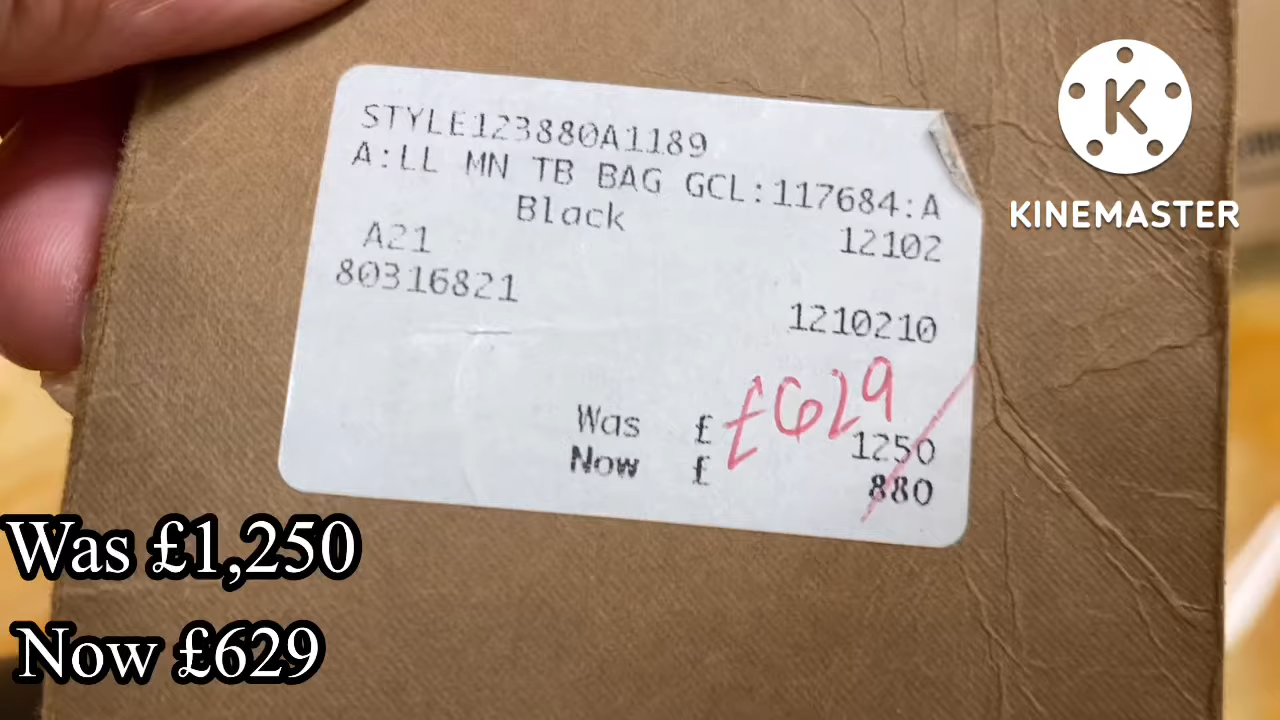 STYLE123880A1189
A:LL MN TB BAG GCL:117684:A
Black
A21 12102
80316821
1210210
£629
Was £ 1250
Now £ 880
Was £1,250
Now £629
K
KINEMASTER